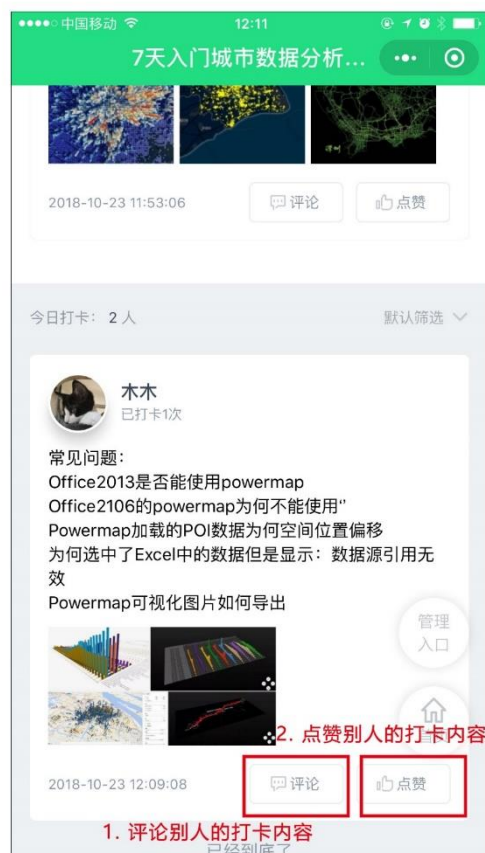 中国移动 12:11
7天入门城市数据分析...
深圳
2018-10-23 11:53:06 评论 点赞
今日打卡： 2 人 默认筛选
木木
已打卡1次
常见问题：
Office2013是否能使用powermap
Office2106的powermap为何不能使用‘’
Powermap加载的POI数据为何空间位置偏移
为何选中了Excel中的数据但是显示：数据源引用无
效
Powermap可视化图片如何导出
管理
入口
2. 点赞别人的打卡内容
2018-10-23 12:09:08 评论 点赞
1. 评论别人的打卡内容
已经到底了